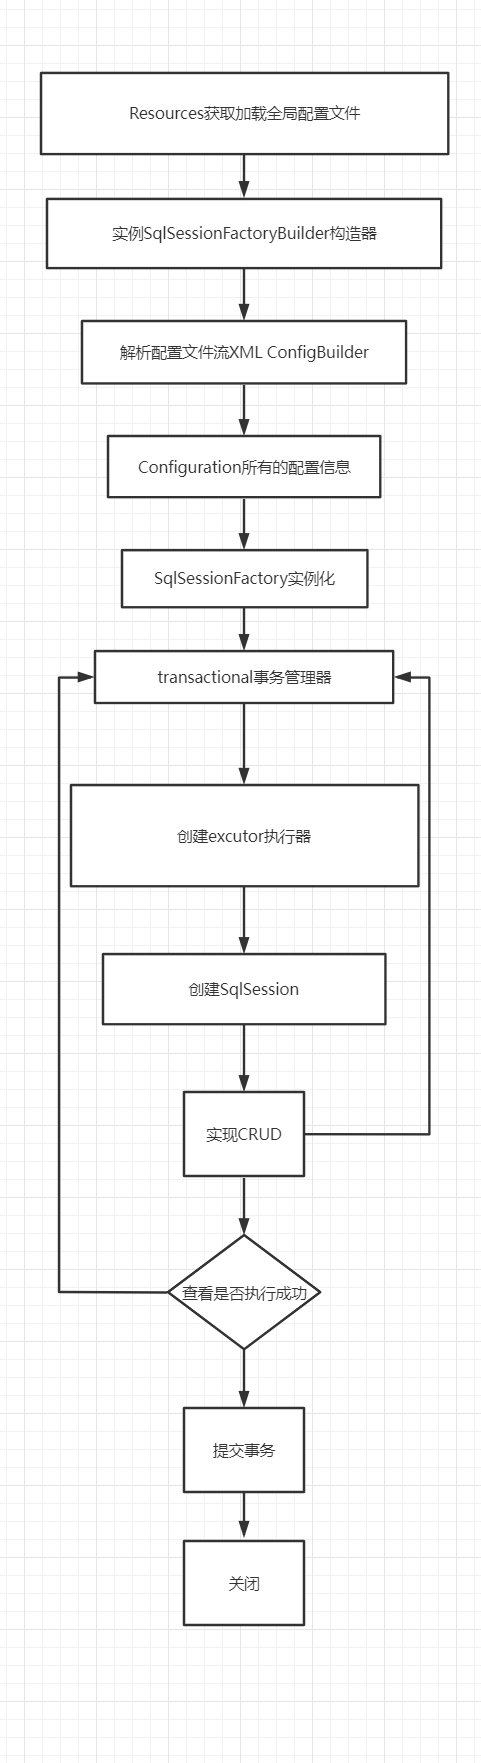 Resources获取加载全局配置文件
实例SqlSessionFactoryBuilder构造器
解析配置文件流XML ConfigBuilder
Configuration所有的配置信息
SqlSessionFactory实例化
transactional事务管理器
创建excutor执行器
创建SqlSession
实现CRUD
查看是否执行成功
提交事务
关闭